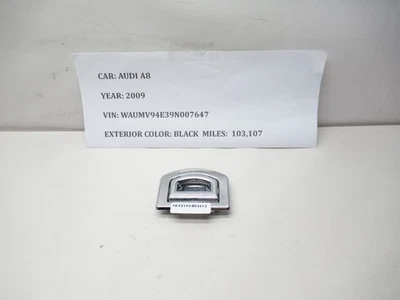 CAR: AUDI A8
YEAR: 2009
VIN: WAUMV94E39N007647
EXTERIOR COLOR: BLACK MILES: 103,107